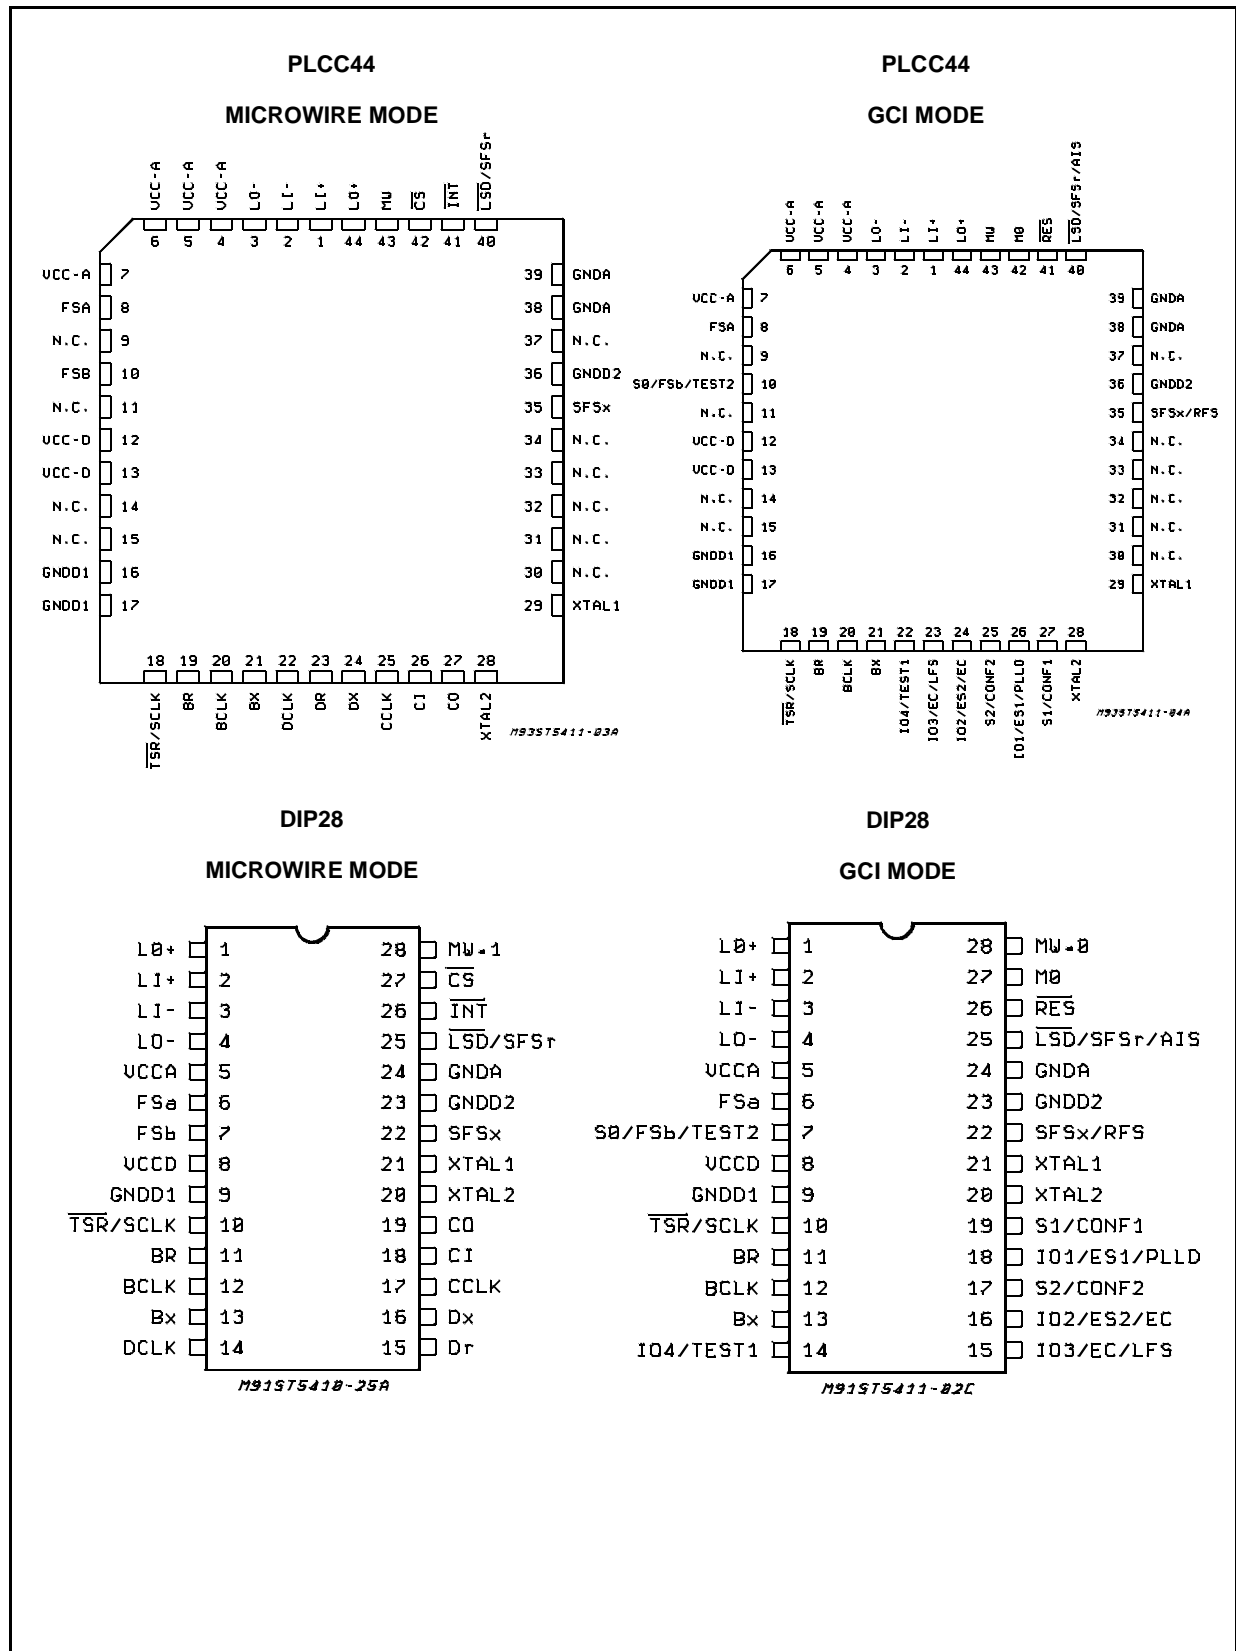 PLCC44
MICROWIRE MODE
VCC-A VCC-A VCC-A LO- LI- LI+ LO+ MW CS INT LSD/SFSr
6 5 4 3 2 1 44 43 42 41 40
VCC-A 7 39 GNDA
FSA 8 38 GNDA
N.C. 9 37 N.C.
FSB 10 36 GNDD2
N.C. 11 35 SFSx
VCC-D 12 34 N.C.
VCC-D 13 33 N.C.
N.C. 14 32 N.C.
N.C. 15 31 N.C.
GNDD1 16 30 N.C.
GNDD1 17 29 XTAL1
18 19 20 21 22 23 24 25 26 27 28
TSR/SCLK BR BCLK BX DCLK DR DX CCLK CI CO XTAL2
M93ST5411-03A
PLCC44
GCI MODE
VCC-A VCC-A VCC-A LO- LI- LI+ LO+ MW M0 RES LSD/SFSr/AIS
6 5 4 3 2 1 44 43 42 41 40
VCC-A 7 39 GNDA
FSA 8 38 GNDA
N.C. 9 37 N.C.
S0/FSb/TEST2 10 36 GNDD2
N.C. 11 35 SFSx/RFS
VCC-D 12 34 N.C.
VCC-D 13 33 N.C.
N.C. 14 32 N.C.
N.C. 15 31 N.C.
GNDD1 16 30 N.C.
GNDD1 17 29 XTAL1
18 19 20 21 22 23 24 25 26 27 28
TSR/SCLK BR BCLK BX IO4/TEST1 IO3/EC/LFS IO2/ES2/EC S2/CONF2 IO1/ES1/PLLD S1/CONF1 XTAL2
M93ST5411-04A
DIP28
MICROWIRE MODE
L0+ 1 28 MW=1
LI+ 2 27 CS
LI- 3 26 INT
LO- 4 25 LSD/SFSr
VCCA 5 24 GNDA
FSa 6 23 GNDD2
FSb 7 22 SFSx
VCCD 8 21 XTAL1
GNDD1 9 20 XTAL2
TSR/SCLK 10 19 CO
BR 11 18 CI
BCLK 12 17 CCLK
Bx 13 16 Dx
DCLK 14 15 Dr
M91ST5410-25A
DIP28
GCI MODE
L0+ 1 28 MW=0
LI+ 2 27 M0
LI- 3 26 RES
LO- 4 25 LSD/SFSr/AIS
VCCA 5 24 GNDA
FSa 6 23 GNDD2
S0/FSb/TEST2 7 22 SFSx/RFS
VCCD 8 21 XTAL1
GNDD1 9 20 XTAL2
TSR/SCLK 10 19 S1/CONF1
BR 11 18 IO1/ES1/PLLD
BCLK 12 17 S2/CONF2
Bx 13 16 IO2/ES2/EC
IO4/TEST1 14 15 IO3/EC/LFS
M91ST5411-02C